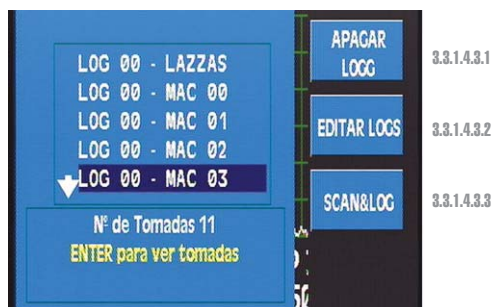 LOG 00 - LAZZAS
LOG 00 - MAC 00
LOG 00 - MAC 01
LOG 00 - MAC 02
LOG 00 - MAC 03
Nº de Tomadas 11
ENTER para ver tomadas
APAGAR
LOGG
EDITAR LOGS
SCAN&LOG
3.3.1.4.3.1
3.3.1.4.3.2
3.3.1.4.3.3